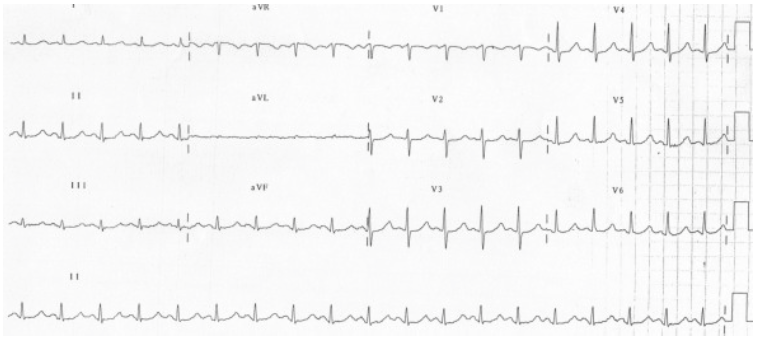 I aVR V1 V4
II aVL V2 V5
III aVF V3 V6
II